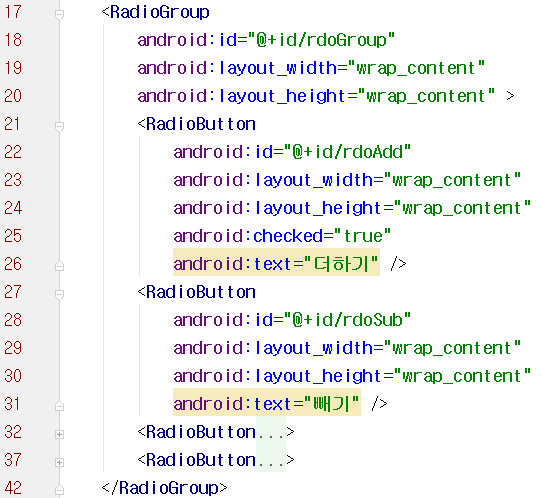 17 <RadioGroup
18 android:id="@+id/rdoGroup"
19 android:layout_width="wrap_content"
20 android:layout_height="wrap_content" >
21 <RadioButton
22 android:id="@+id/rdoAdd"
23 android:layout_width="wrap_content"
24 android:layout_height="wrap_content"
25 android:checked="true"
26 android:text="더하기" />
27 <RadioButton
28 android:id="@+id/rdoSub"
29 android:layout_width="wrap_content"
30 android:layout_height="wrap_content"
31 android:text="빼기" />
32 <RadioButton...>
37 <RadioButton...>
42 </RadioGroup>